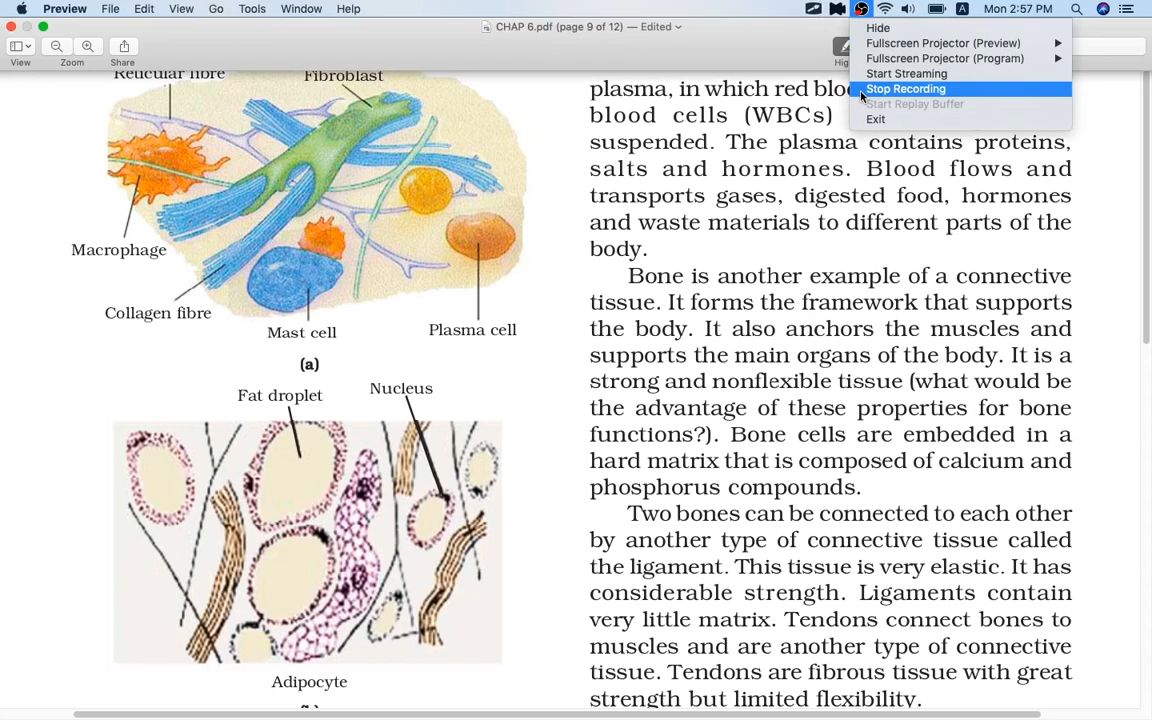 Preview File Edit View Go Tools Window Help
A Mon 2:57 PM
CHAP 6.pdf (page 9 of 12) — Edited
View Zoom Share
Hide
Fullscreen Projector (Preview)
Fullscreen Projector (Program)
Start Streaming
Stop Recording
Start Replay Buffer
Exit
Reticular fibre
Fibroblast
Macrophage
Collagen fibre
Mast cell
Plasma cell
(a)
Fat droplet
Nucleus
Adipocyte
plasma, in which red
blood cells (WBCs)
suspended. The plasma contains proteins,
salts and hormones. Blood flows and
transports gases, digested food, hormones
and waste materials to different parts of the
body.
Bone is another example of a connective
tissue. It forms the framework that supports
the body. It also anchors the muscles and
supports the main organs of the body. It is a
strong and nonflexible tissue (what would be
the advantage of these properties for bone
functions?). Bone cells are embedded in a
hard matrix that is composed of calcium and
phosphorus compounds.
Two bones can be connected to each other
by another type of connective tissue called
the ligament. This tissue is very elastic. It has
considerable strength. Ligaments contain
very little matrix. Tendons connect bones to
muscles and are another type of connective
tissue. Tendons are fibrous tissue with great
strength but limited flexibility.